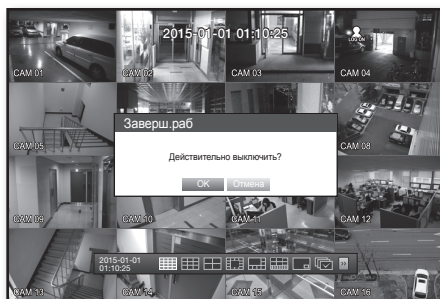 2015-01-01 01:10:25
LOG ON
CAM 01
CAM 02
CAM 03
CAM 04
Заверш.раб
CAM 05
CAM 08
Действительно выключить?
OK
Отмена
CAM 09
CAM 10
CAM 11
CAM 12
2015-01-01
01:10:25
CAM 13
CAM 14
CAM 15
CAM 16